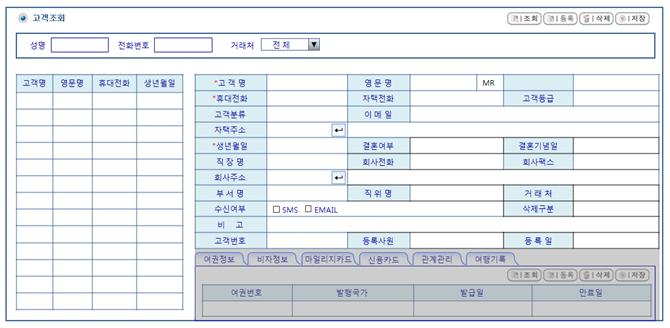 고객조회 조회 등록 삭제 저장
성명 전화번호 거래처 전 체
고객명 영문명 휴대전화 생년월일
*고 객 명 영 문 명 MR
*휴대전화 자택전화 고객등급
고객분류 이 메 일
자택주소
*생년월일 결혼여부 결혼기념일
직 장 명 회사전화 회사팩스
회사주소
부 서 명 직 위 명 거 래 처
수신여부 SMS EMAIL 삭제구분
비 고
고객번호 등록사원 등 록 일
여권정보 비자정보 마일리지카드 신용카드 관계관리 여행기록
조회 등록 삭제 저장
여권번호 발행국가 발급일 만료일